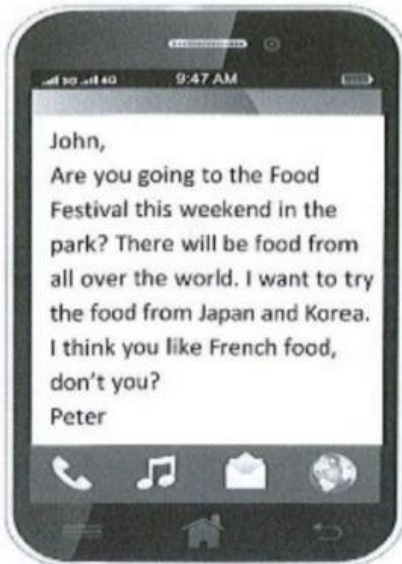 3G 4G 9:47 AM
John,
Are you going to the Food
Festival this weekend in the
park? There will be food from
all over the world. I want to try
the food from Japan and Korea.
I think you like French food,
don't you?
Peter